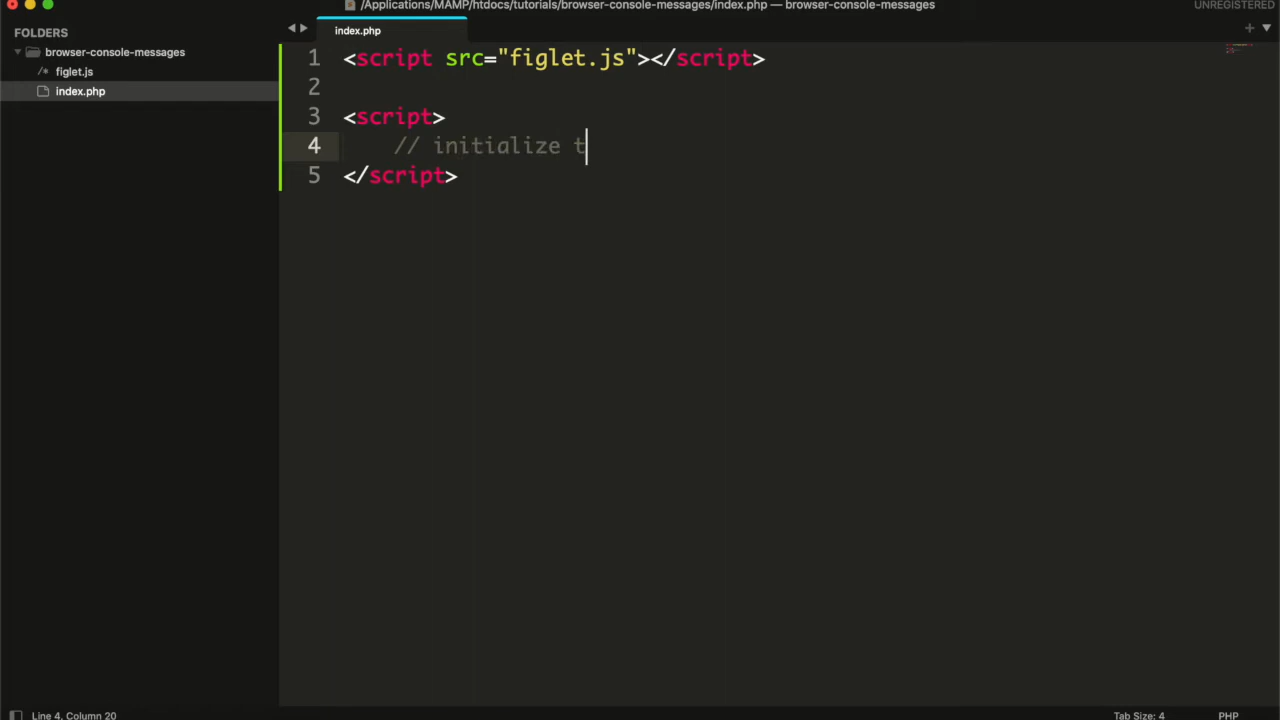 /Applications/MAMP/htdocs/tutorials/browser-console-messages/index.php — browser-console-messages
UNREGISTERED
FOLDERS
browser-console-messages
/* figlet.js
index.php
index.php
1 <script src="figlet.js"></script>
2
3 <script>
4 // initialize t
5 </script>
Line 4, Column 20
Tab Size: 4
PHP